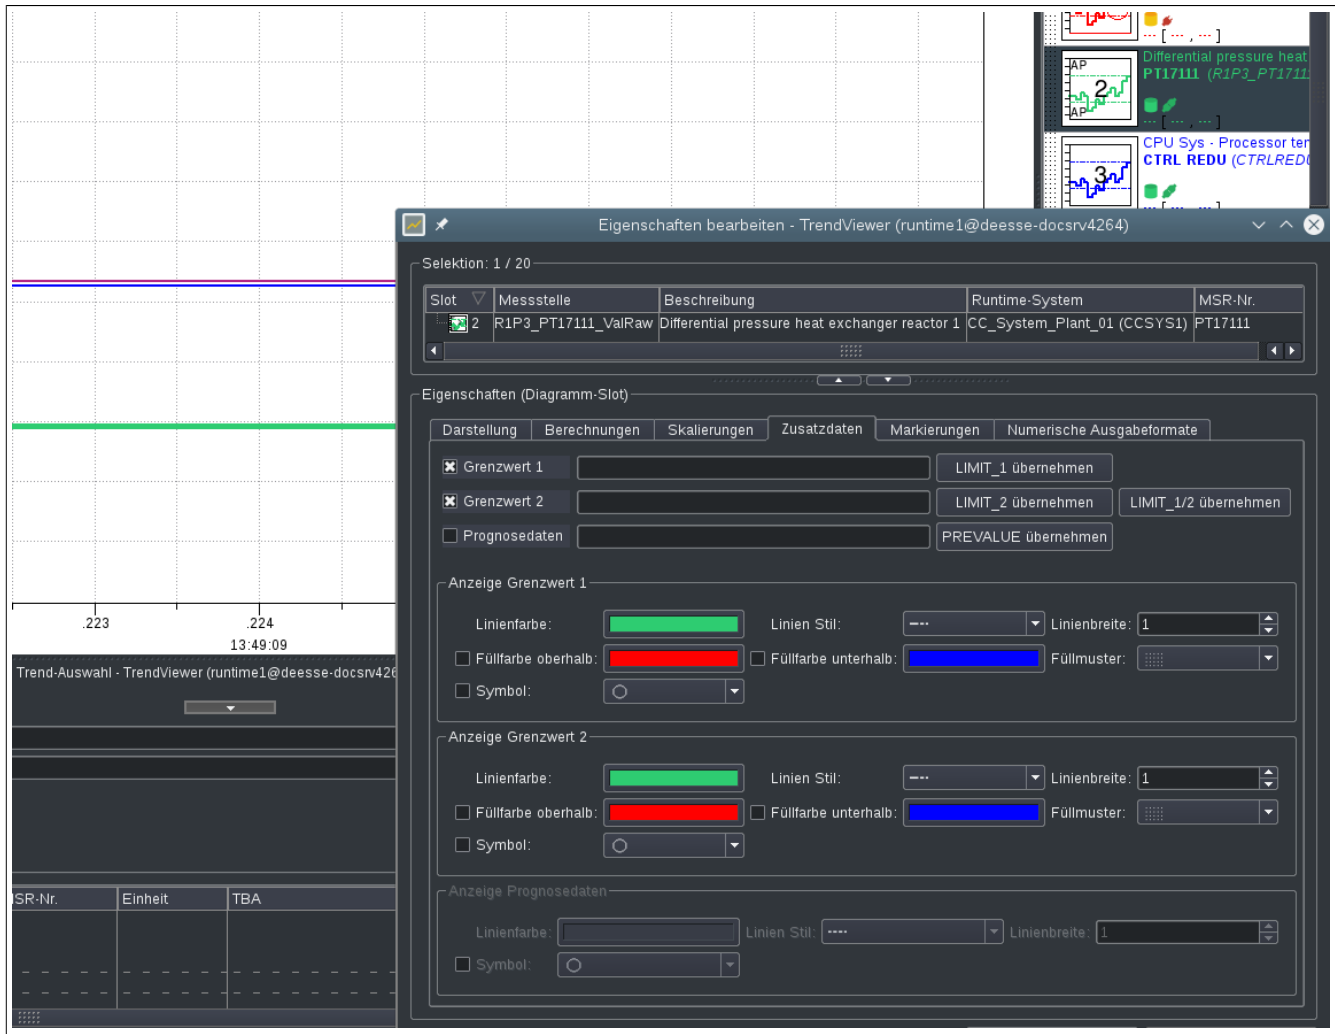 --- [ --- , --- ]
AP
AP
2
Differential pressure heat
PT17111 (R1P3_PT1711
--- [ --- , --- ]
3
CPU Sys - Processor ter
CTRL REDU (CTRLREDU
--- [ --- , --- ]
.223
.224
13:49:09
Trend-Auswahl - TrendViewer (runtime1@deesse-docsrv426
SR-Nr.
Einheit
TBA
Eigenschaften bearbeiten - TrendViewer (runtime1@deesse-docsrv4264)
Selektion: 1 / 20
Slot Messstelle Beschreibung Runtime-System MSR-Nr.
2 R1P3_PT17111_ValRaw Differential pressure heat exchanger reactor 1 CC_System_Plant_01 (CCSYS1) PT17111
Eigenschaften (Diagramm-Slot)
Darstellung Berechnungen Skalierungen Zusatzdaten Markierungen Numerische Ausgabeformate
Grenzwert 1 LIMIT_1 übernehmen
Grenzwert 2 LIMIT_2 übernehmen LIMIT_1/2 übernehmen
Prognosedaten PREVALUE übernehmen
Anzeige Grenzwert 1
Linienfarbe: Linien Stil: Linienbreite: 1
Füllfarbe oberhalb: Füllfarbe unterhalb: Füllmuster:
Symbol:
Anzeige Grenzwert 2
Linienfarbe: Linien Stil: Linienbreite: 1
Füllfarbe oberhalb: Füllfarbe unterhalb: Füllmuster:
Symbol:
Anzeige Prognosedaten
Linienfarbe: Linien Stil: Linienbreite: 1
Symbol: